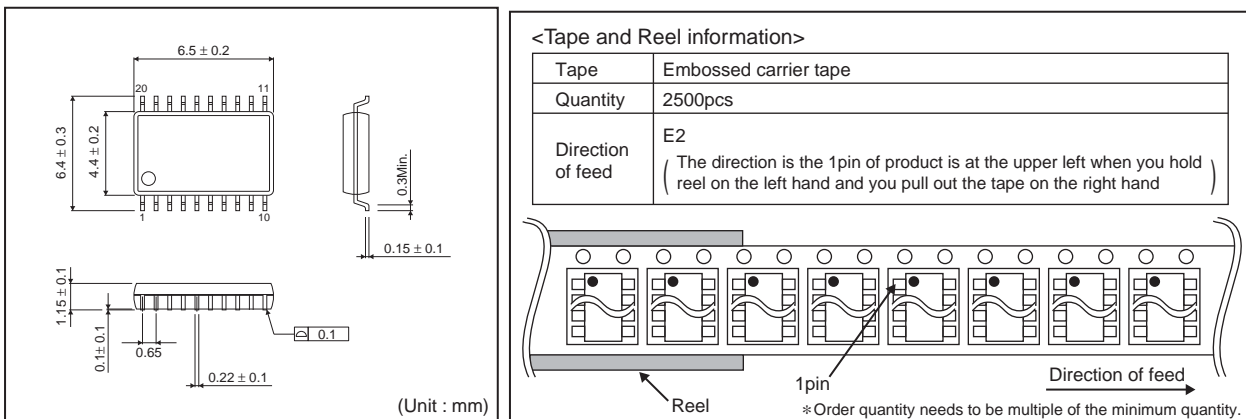 6.5 ± 0.2
20
11
6.4 ± 0.3
4.4 ± 0.2
1
10
0.3Min.
0.15 ± 0.1
1.15 ± 0.1
0.1± 0.1
0.65
0.22 ± 0.1
0.1
(Unit : mm)
<Tape and Reel information>
Tape Embossed carrier tape
Quantity 2500pcs
Direction of feed
E2
( The direction is the 1pin of product is at the upper left when you hold
reel on the left hand and you pull out the tape on the right hand )
1pin
Reel
Direction of feed
∗Order quantity needs to be multiple of the minimum quantity.